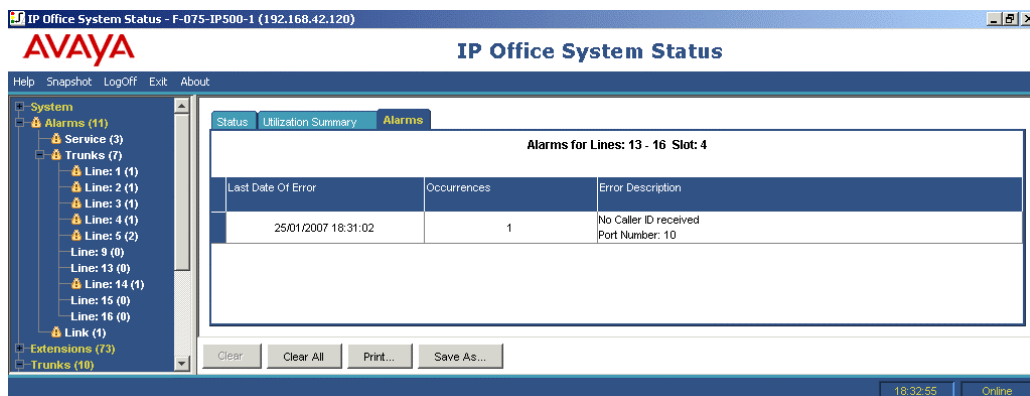 IP Office System Status - F-075-IP500-1 (192.168.42.120)
AVAYA
IP Office System Status
Help Snapshot LogOff Exit About
System
Alarms (11)
Service (3)
Trunks (7)
Line: 1 (1)
Line: 2 (1)
Line: 3 (1)
Line: 4 (1)
Line: 5 (2)
Line: 9 (0)
Line: 13 (0)
Line: 14 (1)
Line: 15 (0)
Line: 16 (0)
Link (1)
Extensions (73)
Trunks (10)
Status Utilization Summary Alarms
Alarms for Lines: 13 - 16 Slot: 4
Last Date Of Error Occurrences Error Description
25/01/2007 18:31:02 1 No Caller ID received
Port Number: 10
Clear Clear All Print... Save As...
18:32:55 Online